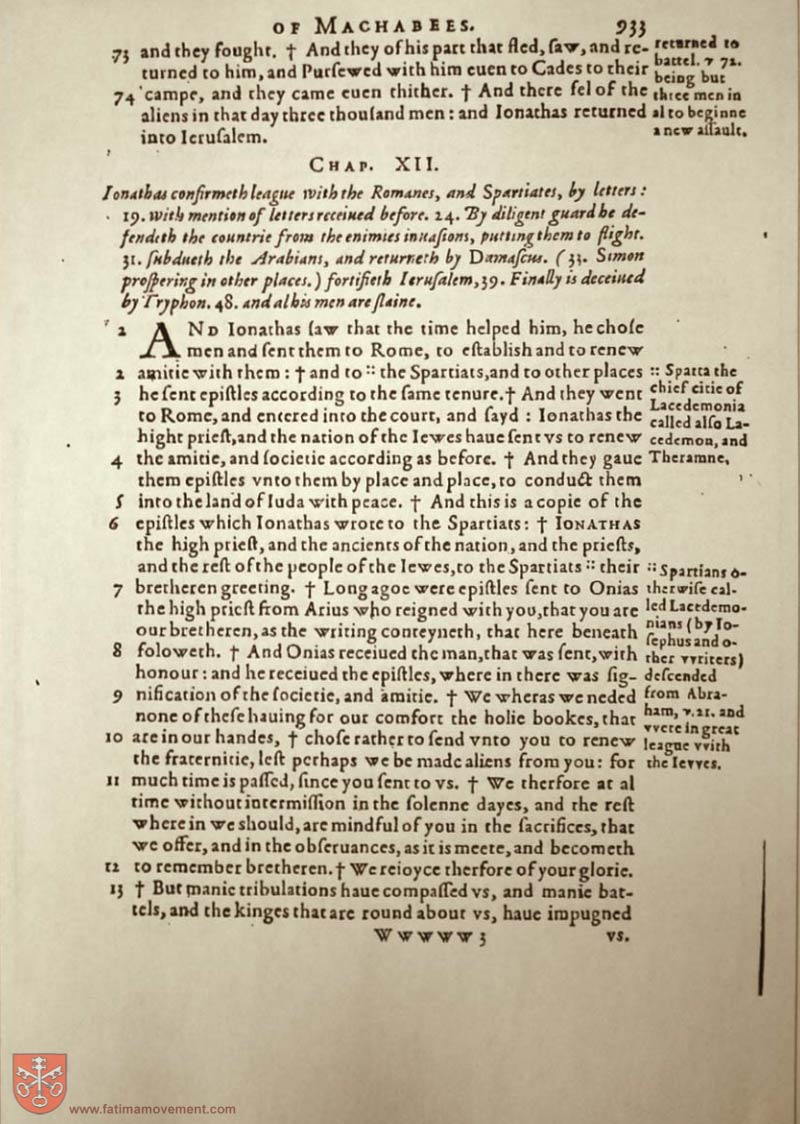 OF MACHABEES. 933
73 and they fought. † And they of his part that fled, ſaw, and re-
turned to him, and Purſewed with him euen to Cades to their
74 campe, and they came euen thither. † And there fel of the
aliens in that day three thouſand men: and Ionathas returned
into Ieruſalem.
returned to
battel. v 72.
being but
three men in
al to beginne
a new aſſault.
CHAP. XII.
Ionathas confirmeth league with the Romanes, and Spartiates, by letters:
19. with mention of letters receiued before. 24. By diligent guard he de-
fendeth the countrie from the enimies inuaſions, putting them to flight.
31. ſubdueth the Arabians, and returneth by Damaſcus. (33. Simon
proſpering in other places.) fortifieth Ieruſalem, 39. Finally is deceiued
by Tryphon. 48. and al his men are ſlaine.
1 AND Ionathas ſaw that the time helped him, he choſe
men and ſent them to Rome, to eſtabliſh and to renew
2 amitie with them: † and to :: the Spartiats, and to other places
3 he ſent epiſtles according to the ſame tenure. † And they went
to Rome, and entered into the court, and ſayd: Ionathas the
hight prieſt, and the nation of the Iewes haue ſent vs to renew
4 the amitie, and ſocietie according as before. † And they gaue
them epiſtles vnto them by place and place, to conduct them
5 into the land of Iuda with peace. † And this is a copie of the
6 epiſtles which Ionathas wrote to the Spartiats: † IONATHAS
the high prieſt, and the ancients of the nation, and the prieſts,
and the reſt of the people of the Iewes, to the Spartiats :: their
7 bretheren greeting. † Long agoe were epiſtles ſent to Onias
the high prieſt from Arius who reigned with you, that you are
our bretheren, as the writing conteyneth, that here beneath
8 foloweth. † And Onias receiued the man, that was ſent, with
honour: and he receiued the epiſtles, where in there was ſig-
9 nification of the ſocietie, and amitie. † We wheras we neded
none of theſe hauing for our comfort the holie bookes, that
10 are in our handes, † choſe rather to ſend vnto you to renew
the fraternitie, leſt perhaps we be made aliens from you: for
11 much time is paſſed, ſince you ſent to vs. † We therfore at al
time without intermiſſion in the ſolenne dayes, and the reſt
where in we should, are mindful of you in the ſacrifices, that
we offer, and in the obſeruances, as it is meete, and becometh
12 to remember bretheren. † We reioyce therfore of your glorie.
13 † But manie tribulations haue compaſſed vs, and manie bat-
tels, and the kinges that are round about vs, haue impugned
:: Sparta the
chief citie of
Lacedemonia
called alſo La-
cedemon, and
Theramne,
:: Spartians o-
therwiſe cal-
led Lacedemo-
nians (by Io-
ſephus and o-
ther vvriters)
deſcended
from Abra-
ham, v. 21. and
vvere in great
league vvith
the Ievves.
W w w w w 3 vs.
www.fatimamovement.com